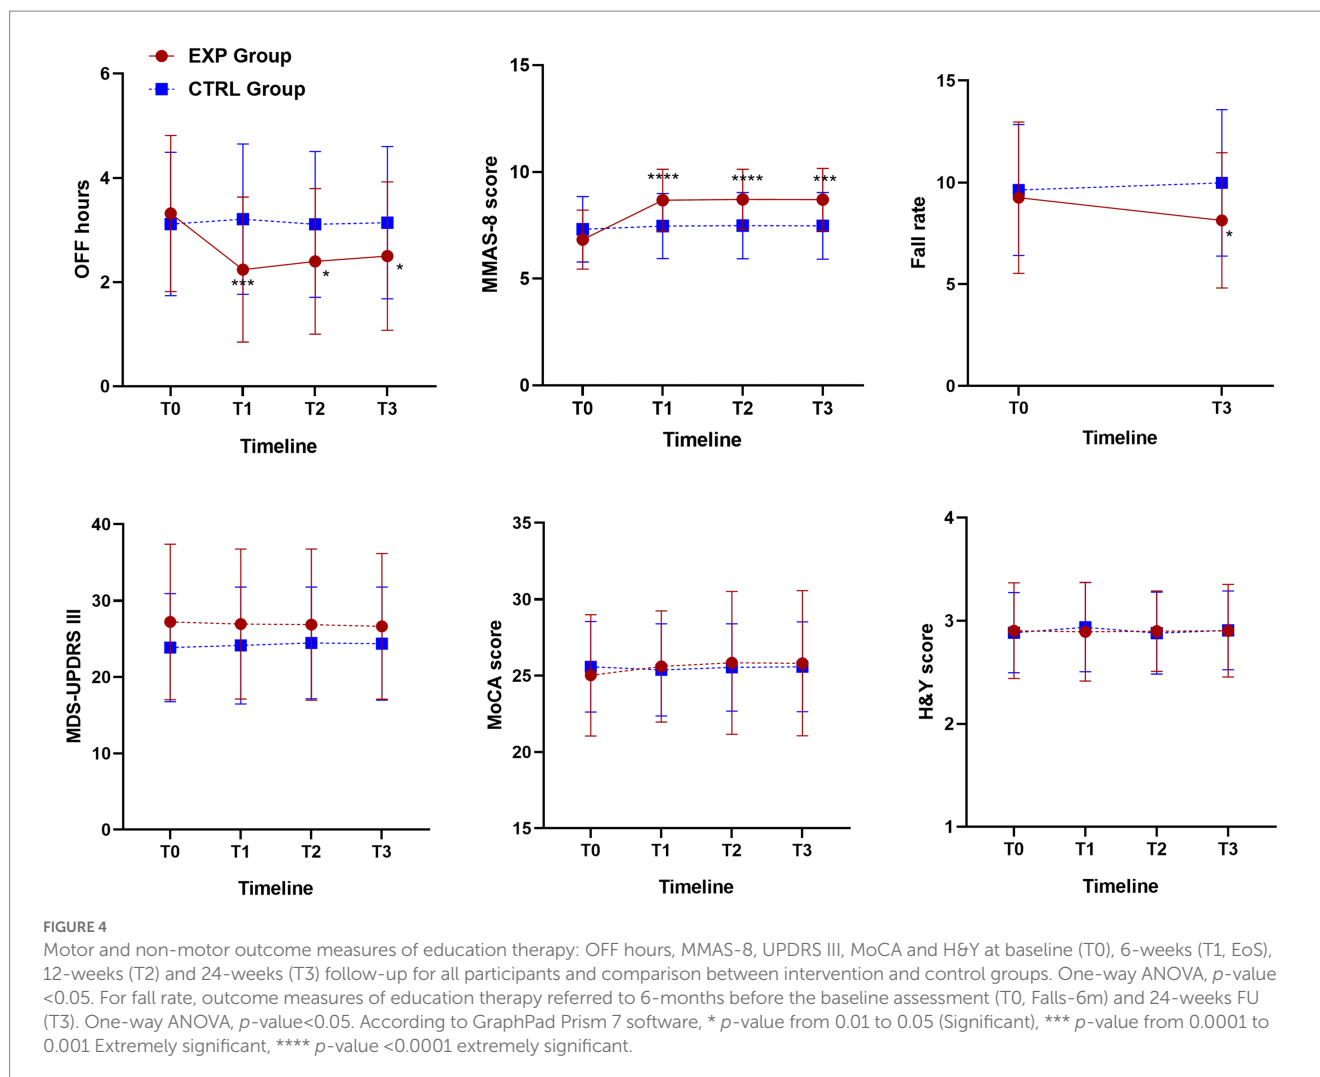 EXP Group
CTRL Group
6
4
2
0
OFF hours
***
*
*
T0 T1 T2 T3
Timeline
15
10
5
0
MMAS-8 score
**** **** ***
T0 T1 T2 T3
Timeline
15
10
5
0
Fall rate
*
T0 T3
Timeline
40
30
20
10
0
MDS-UPDRS III
T0 T1 T2 T3
Timeline
35
30
25
20
15
MoCA score
T0 T1 T2 T3
Timeline
4
3
2
1
H&Y score
T0 T1 T2 T3
Timeline
FIGURE 4
Motor and non-motor outcome measures of education therapy: OFF hours, MMAS-8, UPDRS III, MoCA and H&Y at baseline (T0), 6-weeks (T1, EoS),
12-weeks (T2) and 24-weeks (T3) follow-up for all participants and comparison between intervention and control groups. One-way ANOVA, p-value
<0.05. For fall rate, outcome measures of education therapy referred to 6-months before the baseline assessment (T0, Falls-6m) and 24-weeks FU
(T3). One-way ANOVA, p-value<0.05. According to GraphPad Prism 7 software, * p-value from 0.01 to 0.05 (Significant), *** p-value from 0.0001 to
0.001 Extremely significant, **** p-value <0.0001 extremely significant.